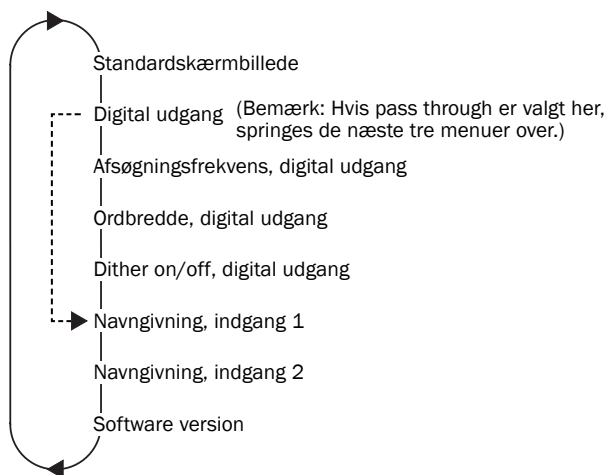 Standardskærmbillede
Digital udgang (Bemærk: Hvis pass through er valgt her,
springes de næste tre menuer over.)
Afsøgningsfrekvens, digital udgang
Ordbredde, digital udgang
Dither on/off, digital udgang
Navngivning, indgang 1
Navngivning, indgang 2
Software version